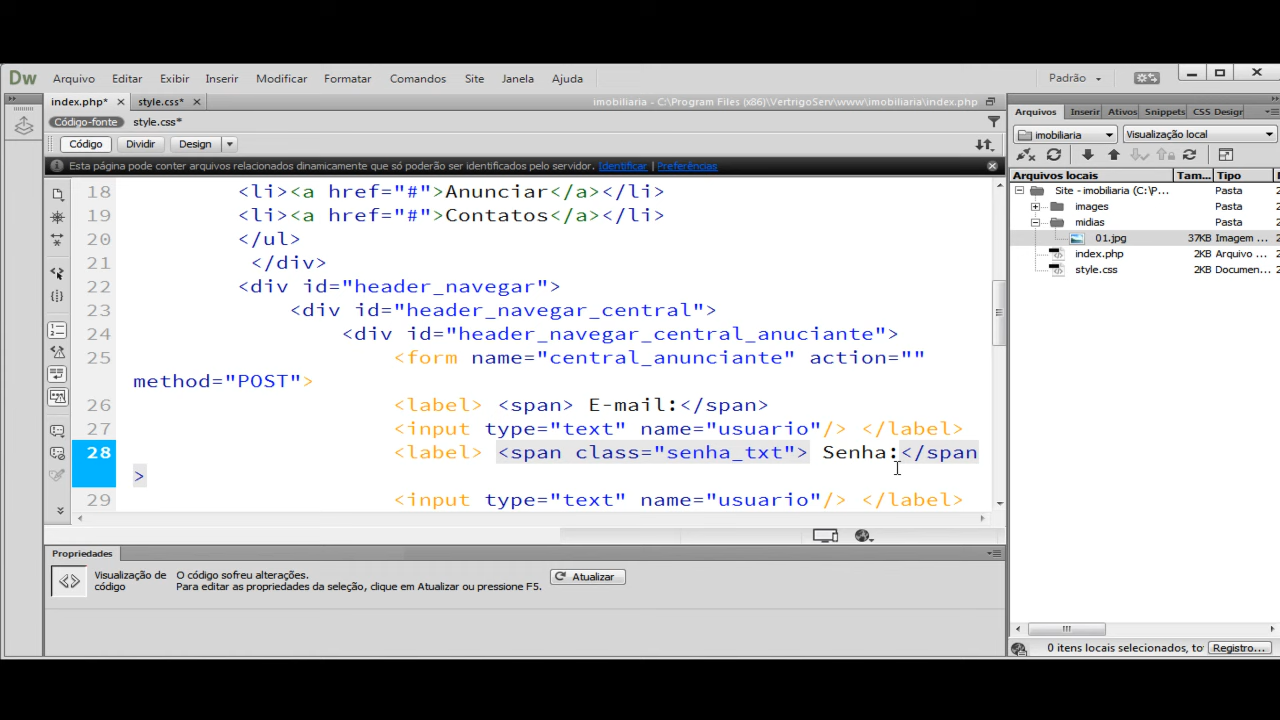 Dw Arquivo Editar Exibir Inserir Modificar Formatar Comandos Site Janela Ajuda Padrão
index.php* style.css* imobiliaria - C:\Program Files (x86)\VertrigoServ\www\imobiliaria\index.php
Código-fonte style.css*
Código Dividir Design
Esta página pode conter arquivos relacionados dinamicamente que só poderão ser identificados pelo servidor. Identificar | Preferências
18 <li><a href="#">Anunciar</a></li>
19 <li><a href="#">Contatos</a></li>
20 </ul>
21 </div>
22 <div id="header_navegar">
23 <div id="header_navegar_central">
24 <div id="header_navegar_central_anuciante">
25 <form name="central_anunciante" action=""
method="POST">
26 <label> <span> E-mail:</span>
27 <input type="text" name="usuario"/> </label>
28 <label> <span class="senha_txt"> Senha:</span
>
29 <input type="text" name="usuario"/> </label>
Propriedades
Visualização de código
O código sofreu alterações.
Para editar as propriedades da seleção, clique em Atualizar ou pressione F5.
Atualizar
Arquivos Inserir Ativos Snippets CSS Design
imobiliaria Visualização local
Arquivos locais Tam... Tipo
Site - imobiliaria (C:\P... Pasta 2
images Pasta 2
midias Pasta 2
01.jpg 37KB Imagem ... 2
index.php 2KB Arquivo ... 2
style.css 2KB Documen... 2
0 itens locais selecionados, to Registro...